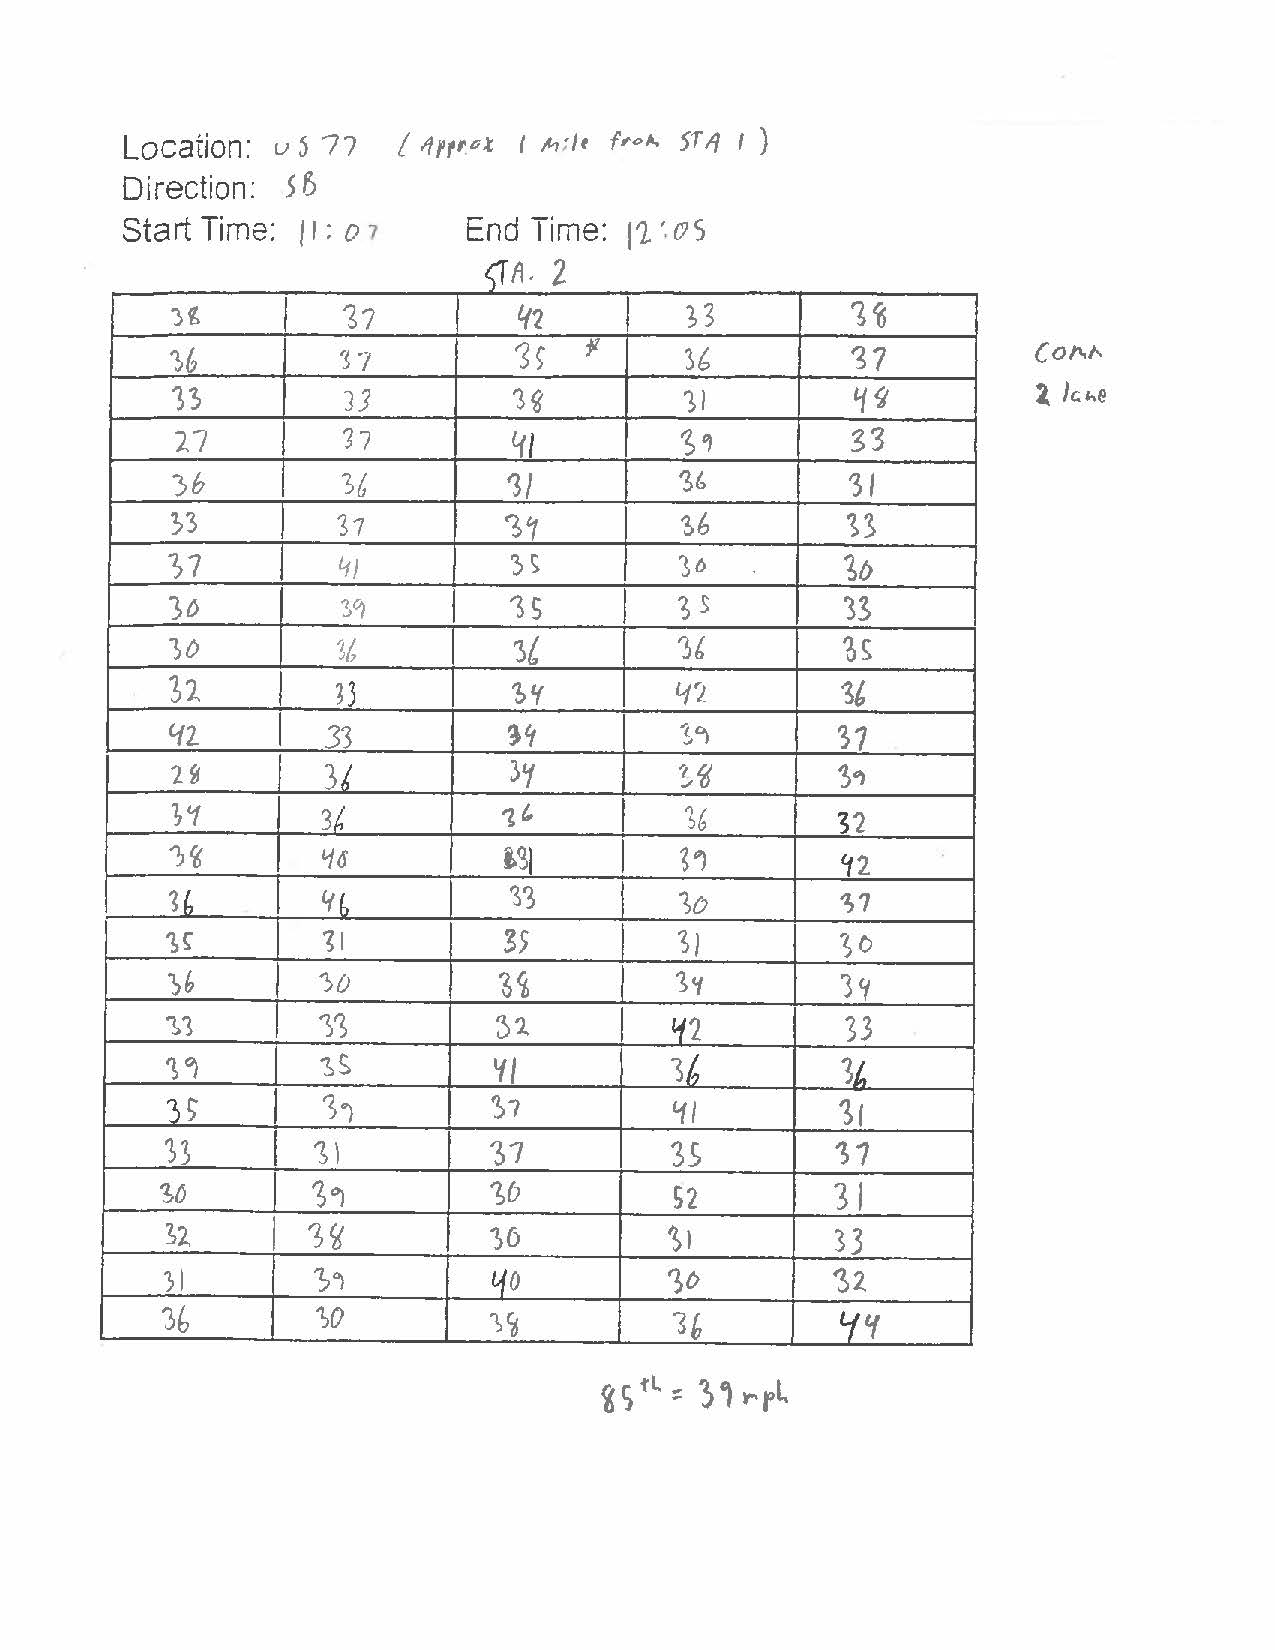 Location: US 77 ( Approx 1 mile from STA 1 )
Direction: SB
Start Time: 11:07 End Time: 12:05
STA. 2
38 37 42 33 38
36 37 35 * 36 37 Comm
33 33 38 31 48 2 lane
27 37 41 39 33
36 36 31 36 31
33 37 34 36 33
37 41 35 30 30
30 39 35 35 33
30 36 36 36 35
32 33 34 42 36
42 33 34 39 37
28 36 34 38 39
34 36 36 36 32
38 40 31 39 42
36 46 33 30 37
35 31 35 31 30
36 30 38 34 34
33 33 32 42 33
39 35 41 36 36
35 39 37 41 31
33 31 37 35 37
30 39 30 52 31
32 38 30 31 33
31 39 40 30 32
36 30 38 36 44
85th = 39 mph